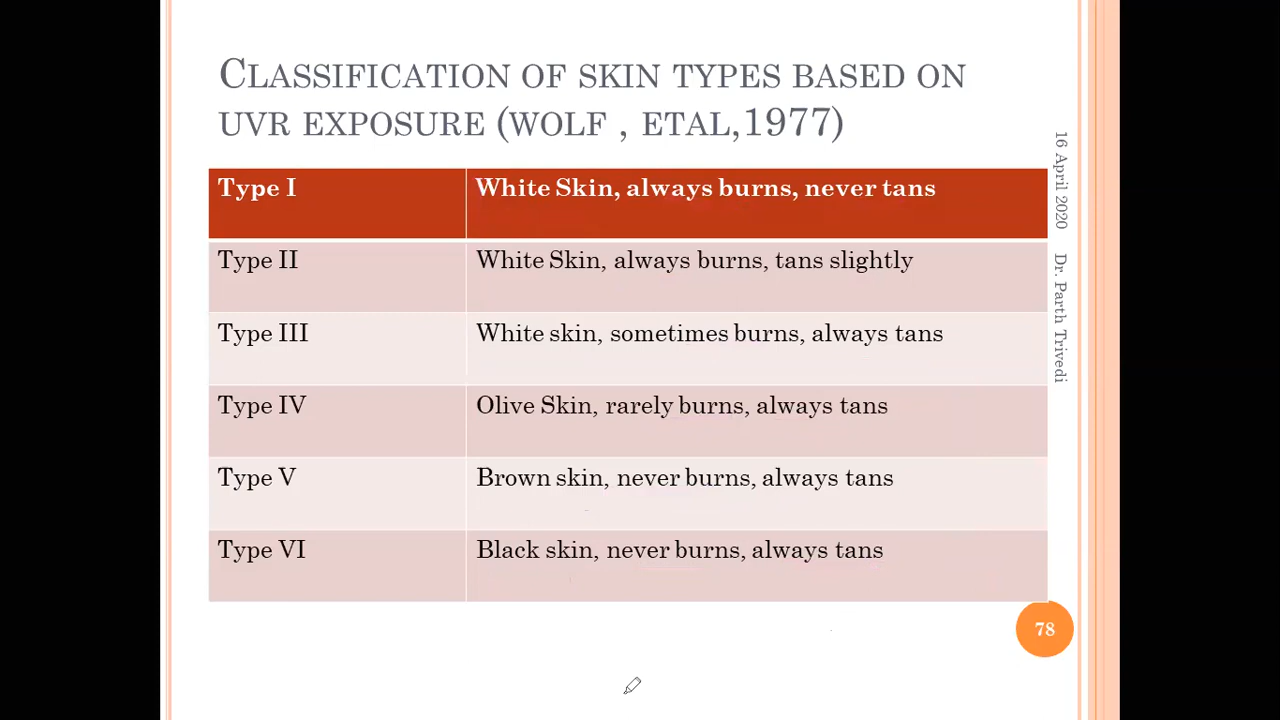 CLASSIFICATION OF SKIN TYPES BASED ON
UVR EXPOSURE (WOLF , ETAL,1977)
Type I White Skin, always burns, never tans
Type II White Skin, always burns, tans slightly
Type III White skin, sometimes burns, always tans
Type IV Olive Skin, rarely burns, always tans
Type V Brown skin, never burns, always tans
Type VI Black skin, never burns, always tans
16 April 2020 Dr. Parth Trivedi
78